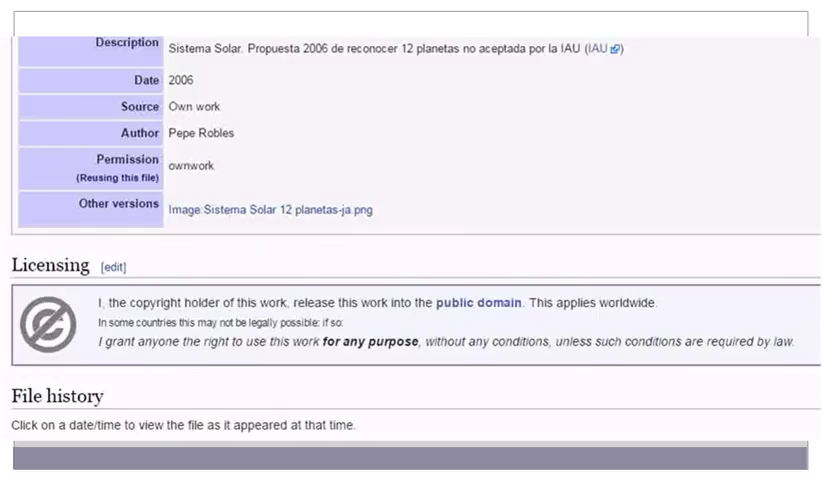 Description Sistema Solar. Propuesta 2006 de reconocer 12 planetas no aceptada por la IAU (IAU)
Date 2006
Source Own work
Author Pepe Robles
Permission
(Reusing this file) ownwork
Other versions Image:Sistema Solar 12 planetas-ja.png
Licensing [edit]
I, the copyright holder of this work, release this work into the public domain. This applies worldwide.
In some countries this may not be legally possible; if so:
I grant anyone the right to use this work for any purpose, without any conditions, unless such conditions are required by law.
File history
Click on a date/time to view the file as it appeared at that time.